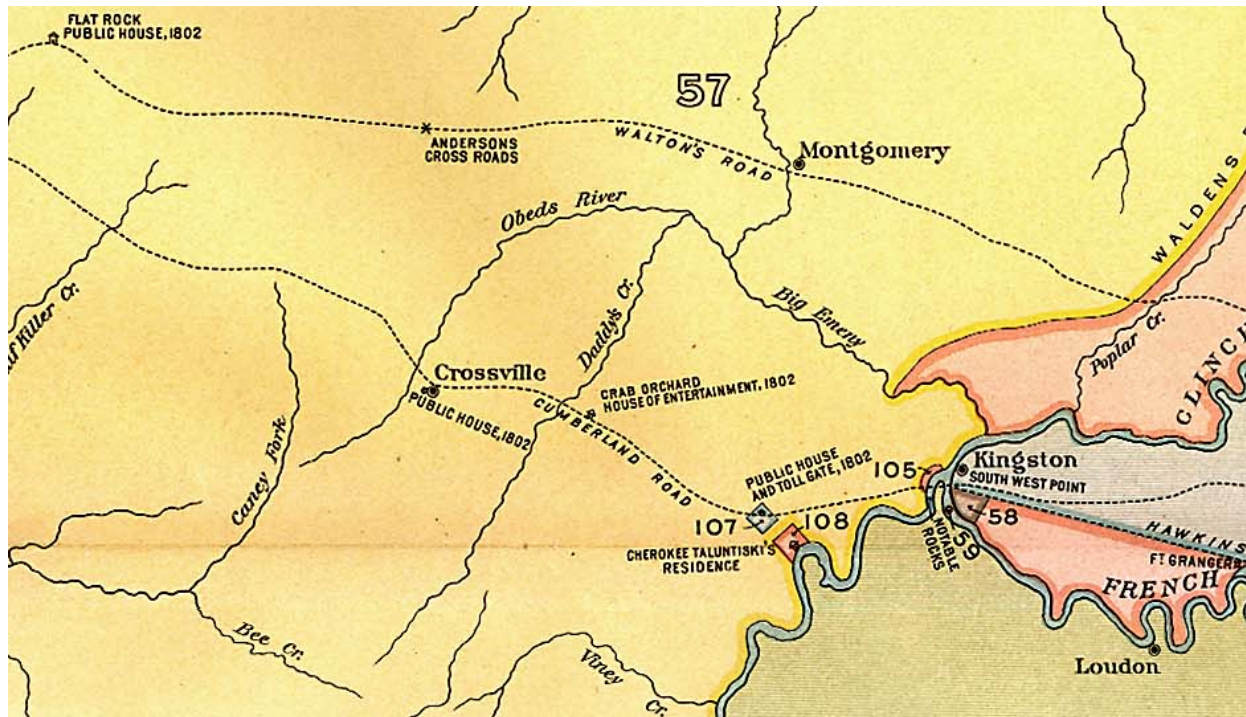 FLAT ROCK
PUBLIC HOUSE, 1802
57
ANDERSONS
CROSS ROADS
WALTON'S ROAD
Montgomery
WALDENS
Obeds River
Daddy's Cr.
Big Emeny
Poplar Cr.
CLINCH
Killer Cr.
Crossville
PUBLIC HOUSE, 1802
CRAB ORCHARD
HOUSE OF ENTERTAINMENT, 1802
CUMBERLAND ROAD
Caney Fork
PUBLIC HOUSE
AND TOLL GATE, 1802
105
Kingston
SOUTH WEST POINT
107
108
58
59
NOTABLE
ROCKS
HAWKINS
CHEROKEE TALUNTISKI'S
RESIDENCE
FT GRANGER
FRENCH
Bee Cr.
Viney
Cr.
Loudon